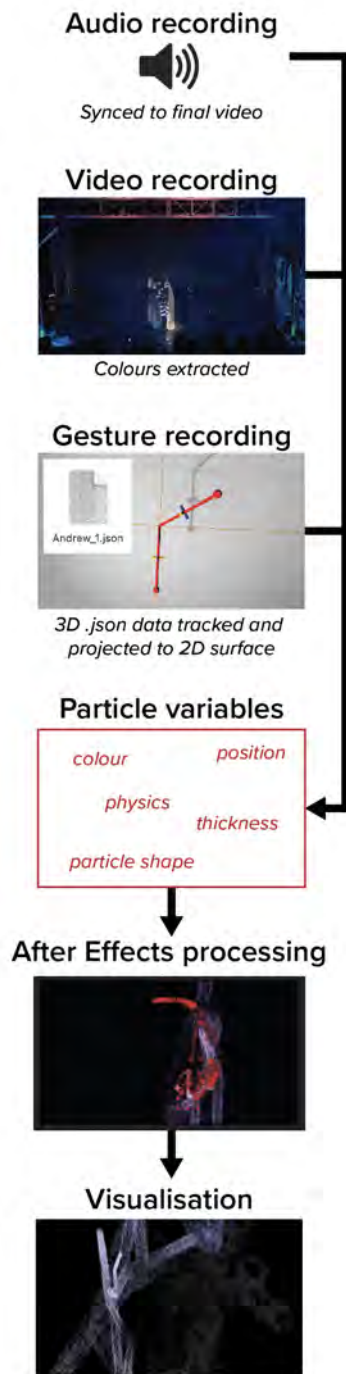 Audio recording
Synced to final video
Video recording
Colours extracted
Gesture recording
Andrew_1.json
3D .json data tracked and
projected to 2D surface
Particle variables
colour
position
physics
thickness
particle shape
After Effects processing
Visualisation